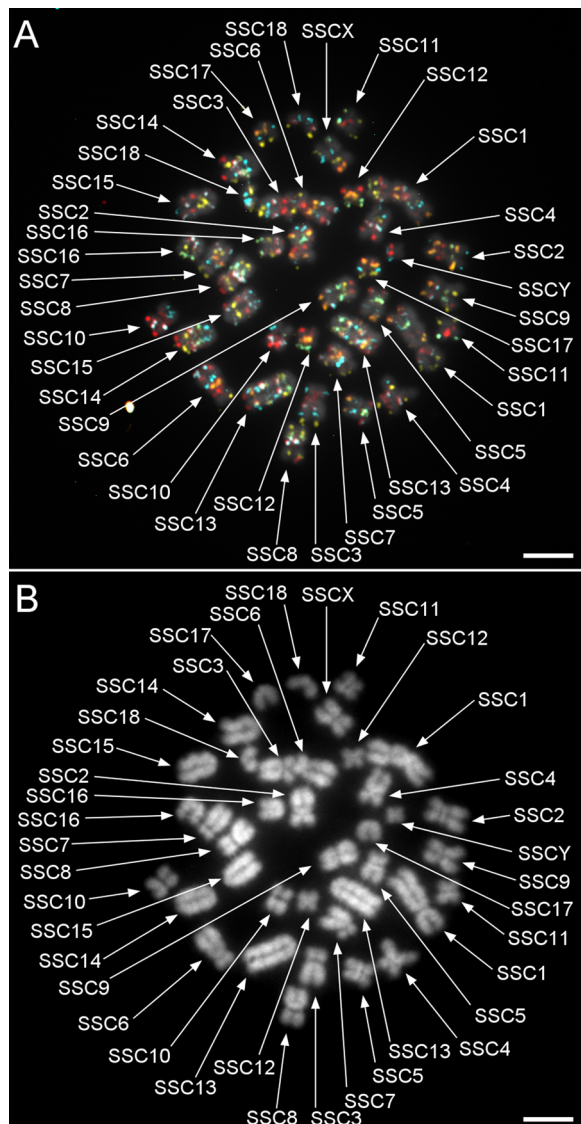 A
SSC18
SSCX
SSC6
SSC11
SSC17
SSC12
SSC3
SSC14
SSC1
SSC18
SSC15
SSC2
SSC4
SSC16
SSC16
SSC2
SSC7
SSCY
SSC8
SSC9
SSC10
SSC17
SSC15
SSC11
SSC14
SSC1
SSC9
SSC5
SSC6
SSC4
SSC10
SSC13
SSC12
SSC5
SSC13
SSC7
SSC8
SSC3
B
SSC18
SSCX
SSC6
SSC11
SSC17
SSC12
SSC3
SSC14
SSC1
SSC18
SSC15
SSC2
SSC4
SSC16
SSC16
SSC2
SSC7
SSCY
SSC8
SSC9
SSC10
SSC17
SSC15
SSC11
SSC14
SSC1
SSC9
SSC5
SSC6
SSC4
SSC10
SSC13
SSC12
SSC5
SSC13
SSC7
SSC8
SSC3